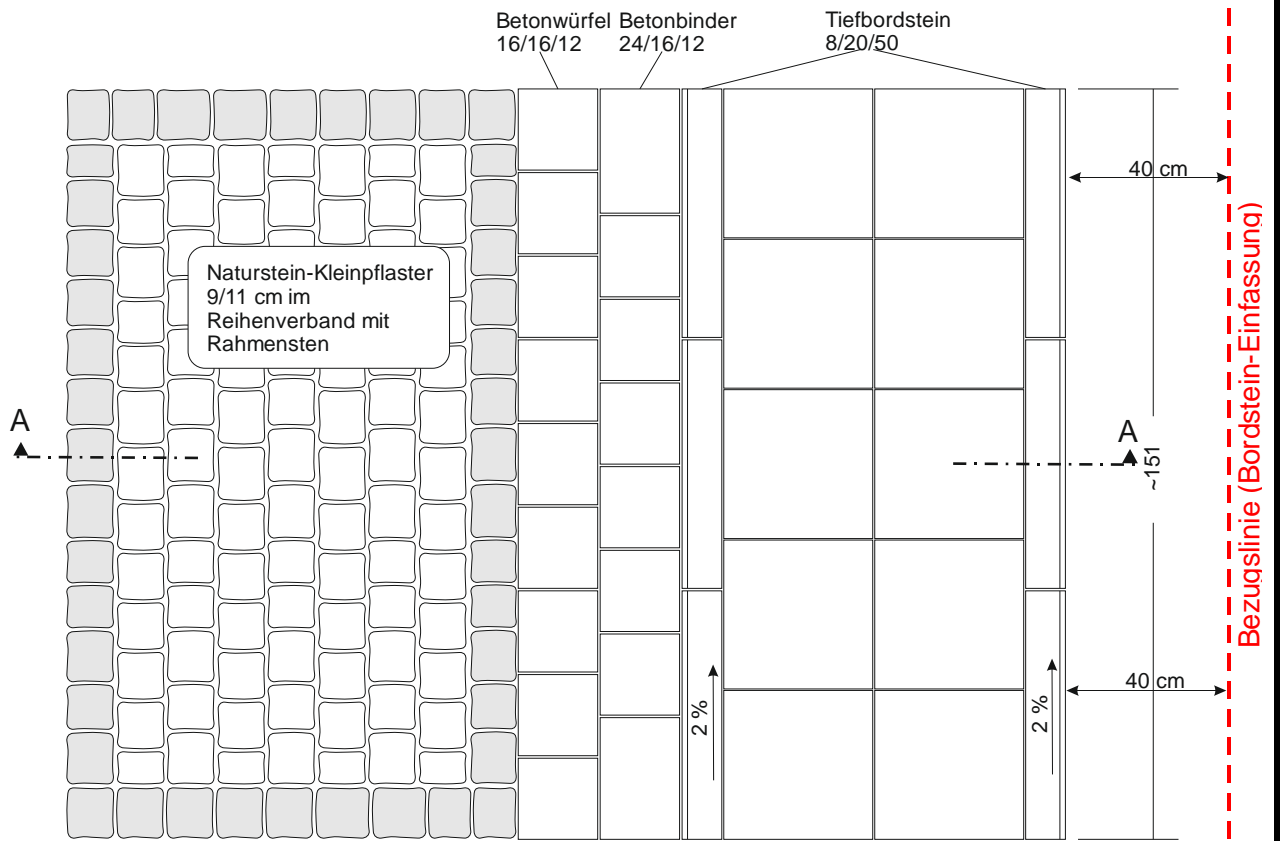 Betonwürfel
16/16/12
Betonbinder
24/16/12
Tiefbordstein
8/20/50
40 cm
Naturstein-Kleinpflaster
9/11 cm im
Reihenverband mit
Rahmensten
A
A
~151
Bezugslinie (Bordstein-Einfassung)
40 cm
2 %
2 %